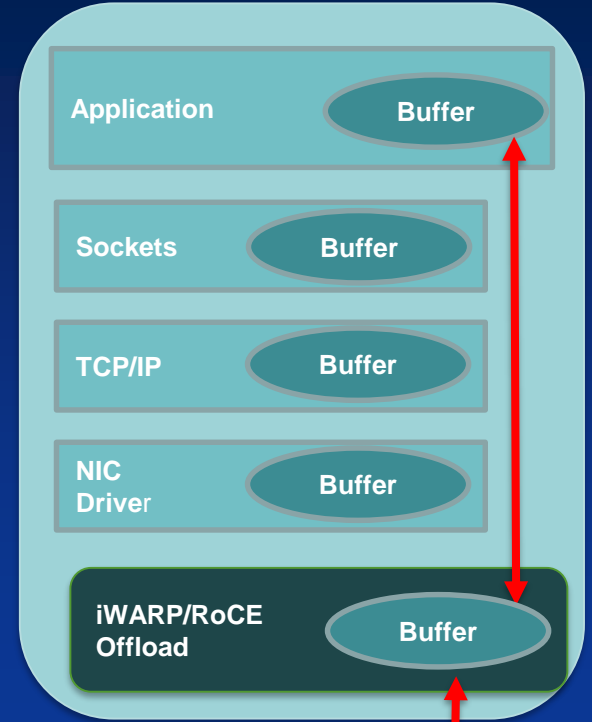 Application
Buffer
Sockets
Buffer
TCP/IP
Buffer
NIC
Driver
Buffer
iWARP/RoCE
Offload
Buffer